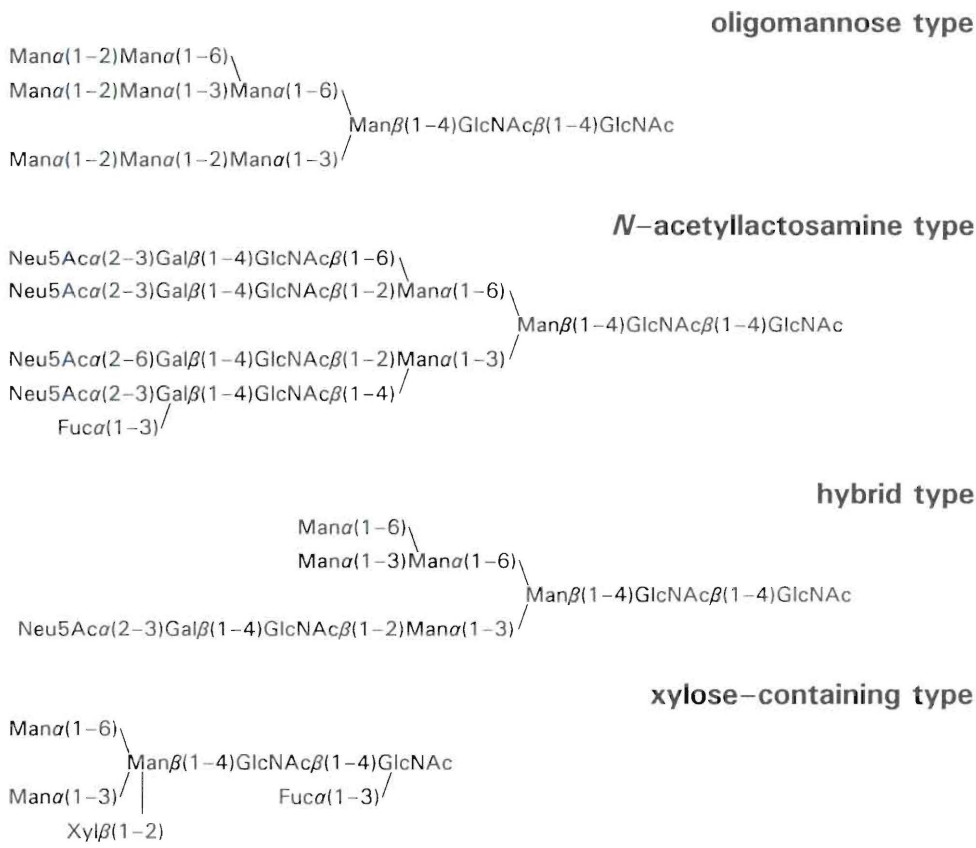 oligomannose type
Manα(1–2)Manα(1–6)
Manα(1–2)Manα(1–3)Manα(1–6)
Manβ(1–4)GlcNAcβ(1–4)GlcNAc
Manα(1–2)Manα(1–2)Manα(1–3)
N–acetyllactosamine type
Neu5Acα(2–3)Galβ(1–4)GlcNAcβ(1–6)
Neu5Acα(2–3)Galβ(1–4)GlcNAcβ(1–2)Manα(1–6)
Manβ(1–4)GlcNAcβ(1–4)GlcNAc
Neu5Acα(2–6)Galβ(1–4)GlcNAcβ(1–2)Manα(1–3)
Neu5Acα(2–3)Galβ(1–4)GlcNAcβ(1–4)
Fucα(1–3)
hybrid type
Manα(1–6)
Manα(1–3)Manα(1–6)
Manβ(1–4)GlcNAcβ(1–4)GlcNAc
Neu5Acα(2–3)Galβ(1–4)GlcNAcβ(1–2)Manα(1–3)
xylose–containing type
Manα(1–6)
Manβ(1–4)GlcNAcβ(1–4)GlcNAc
Manα(1–3) Fucα(1–3)
Xylβ(1–2)